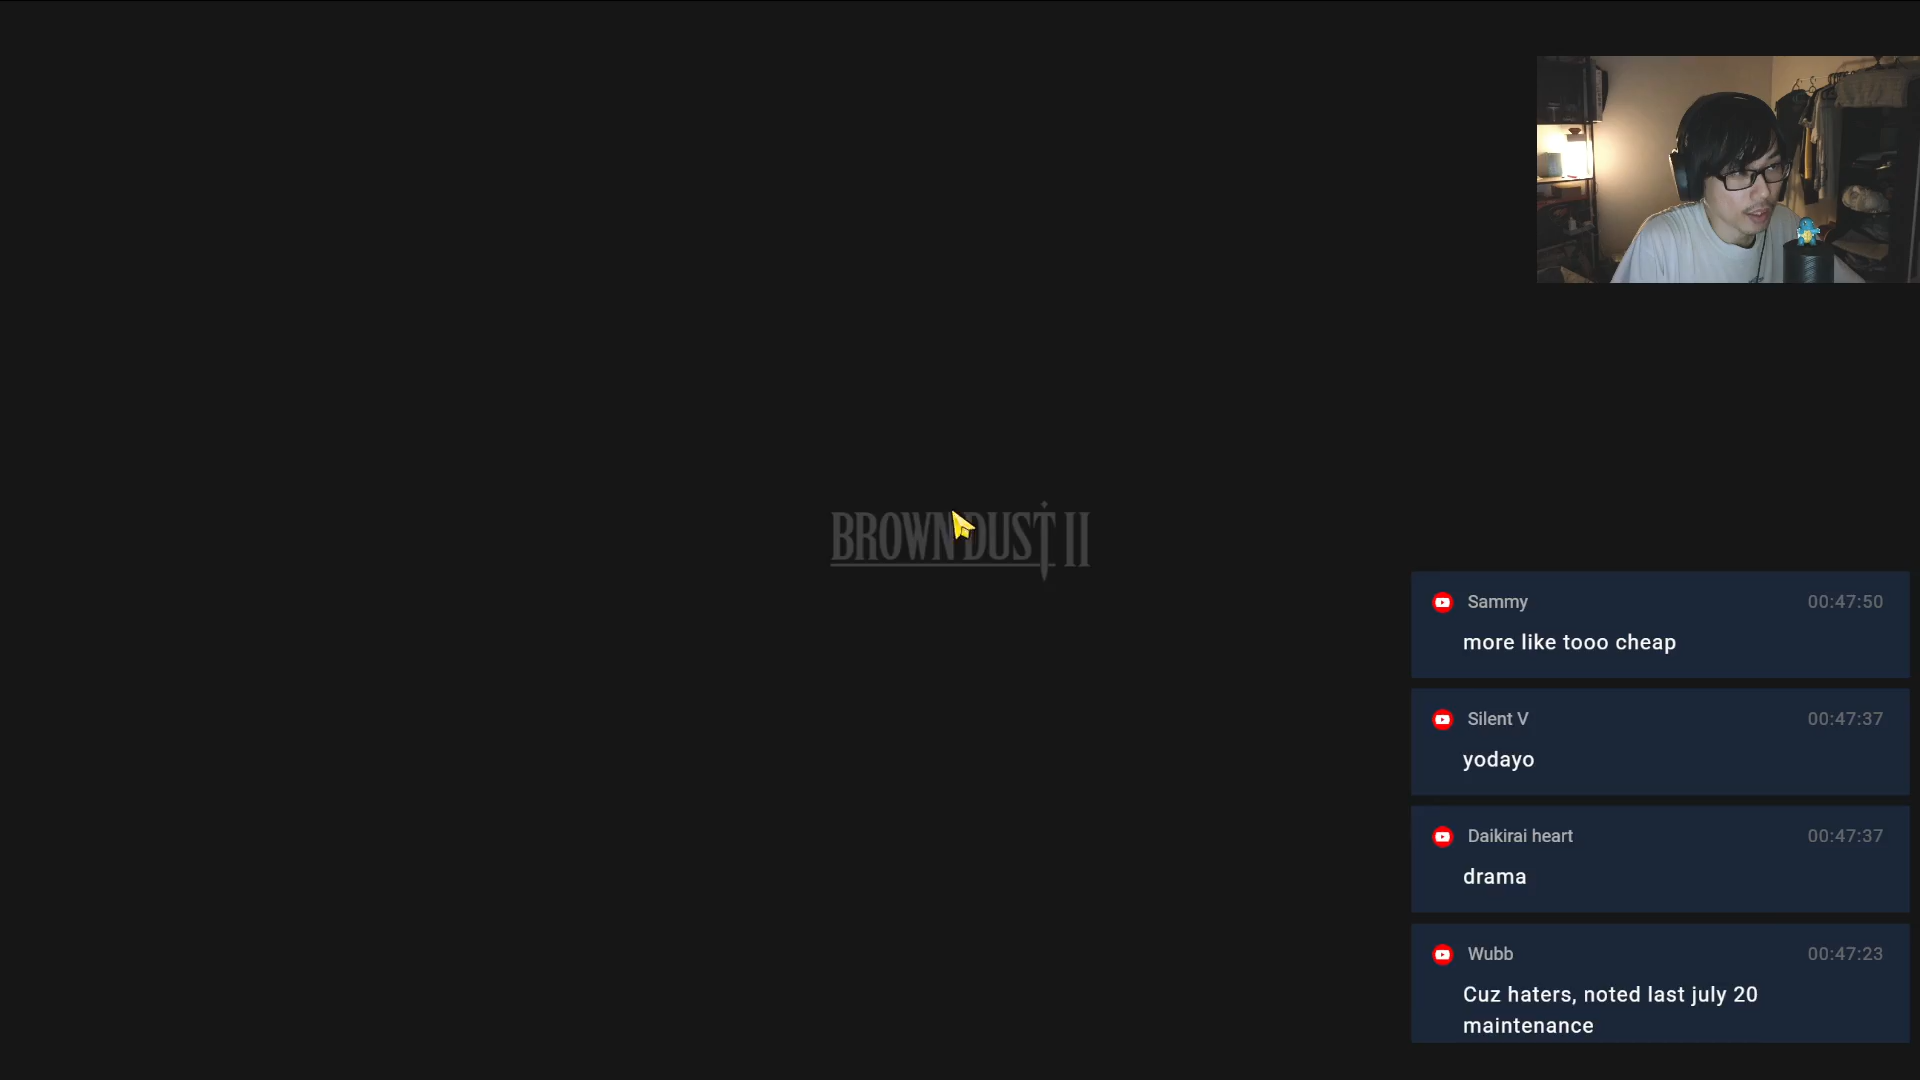 BROWN DUST II
Sammy 00:47:50
more like tooo cheap
Silent V 00:47:37
yodayo
Daikirai heart 00:47:37
drama
Wubb 00:47:23
Cuz haters, noted last july 20
maintenance